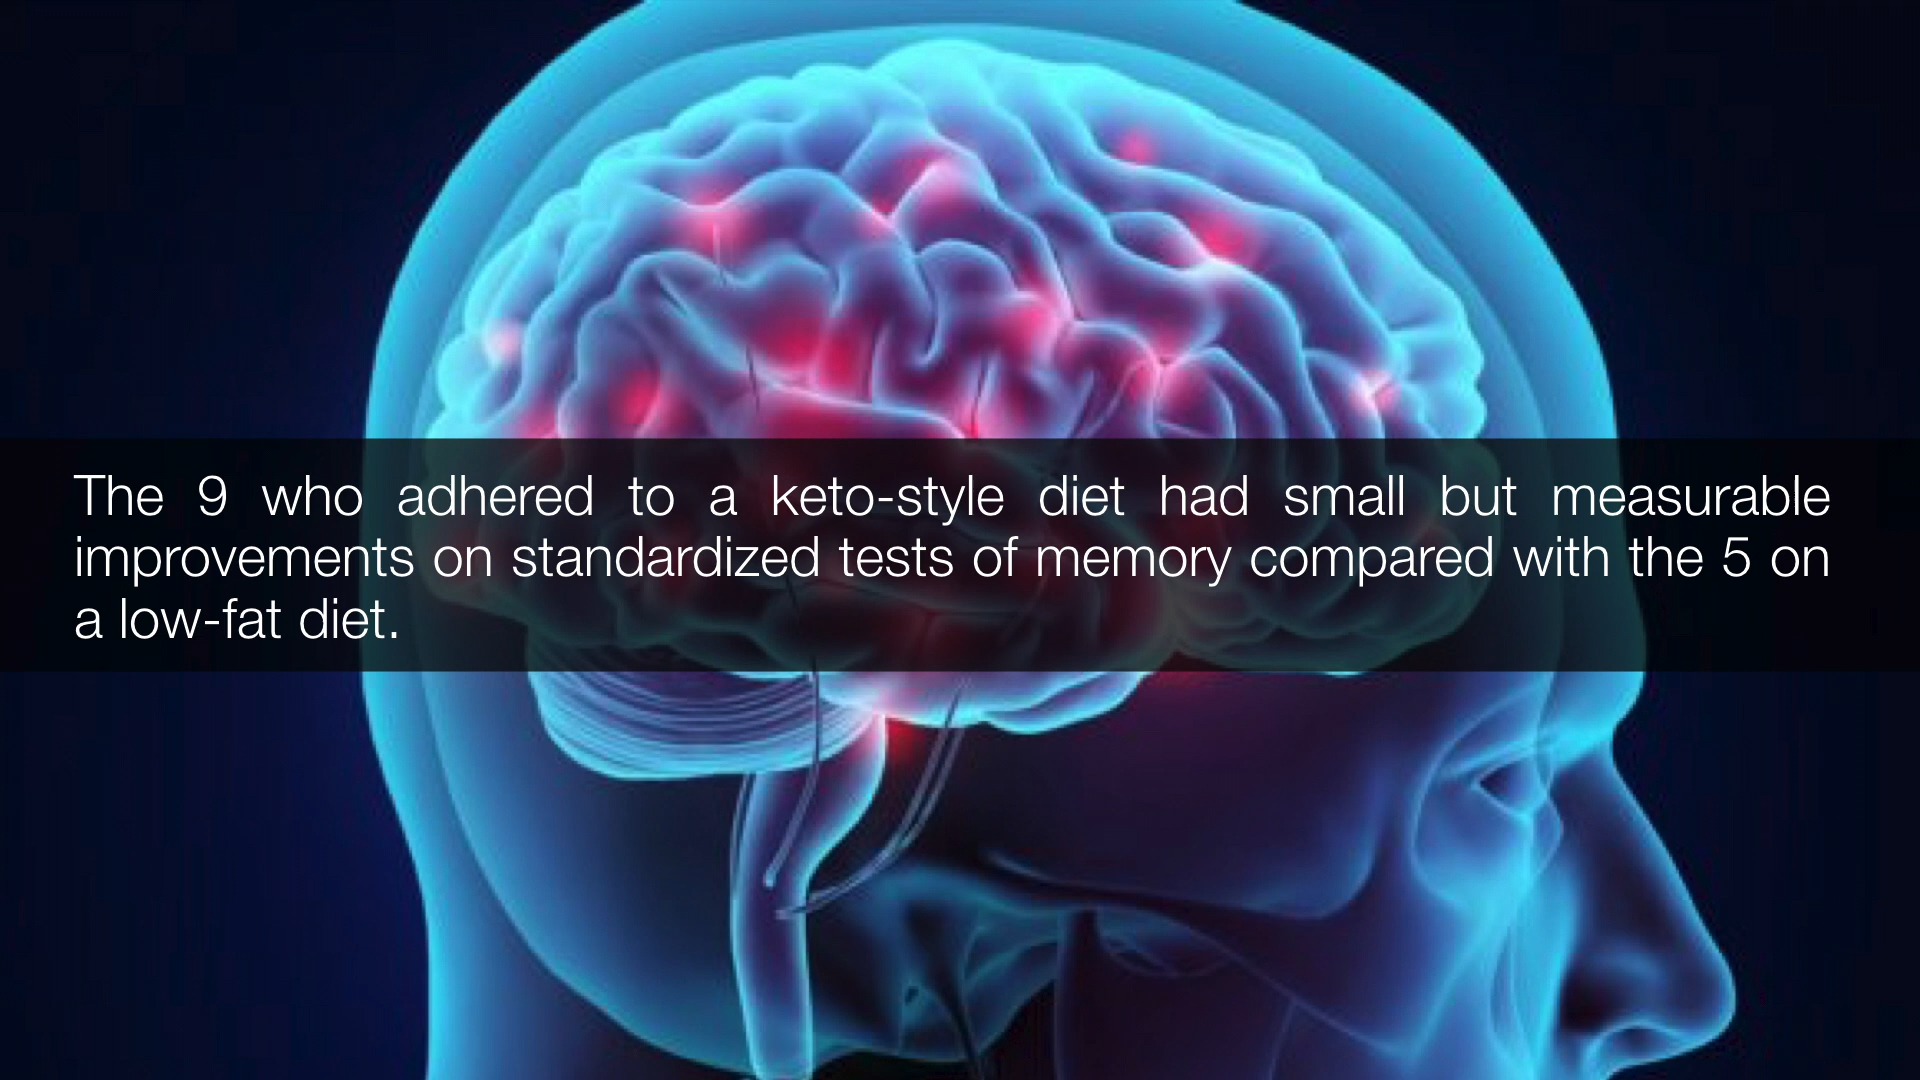 The 9 who adhered to a keto-style diet had small but measurable
improvements on standardized tests of memory compared with the 5 on
a low-fat diet.